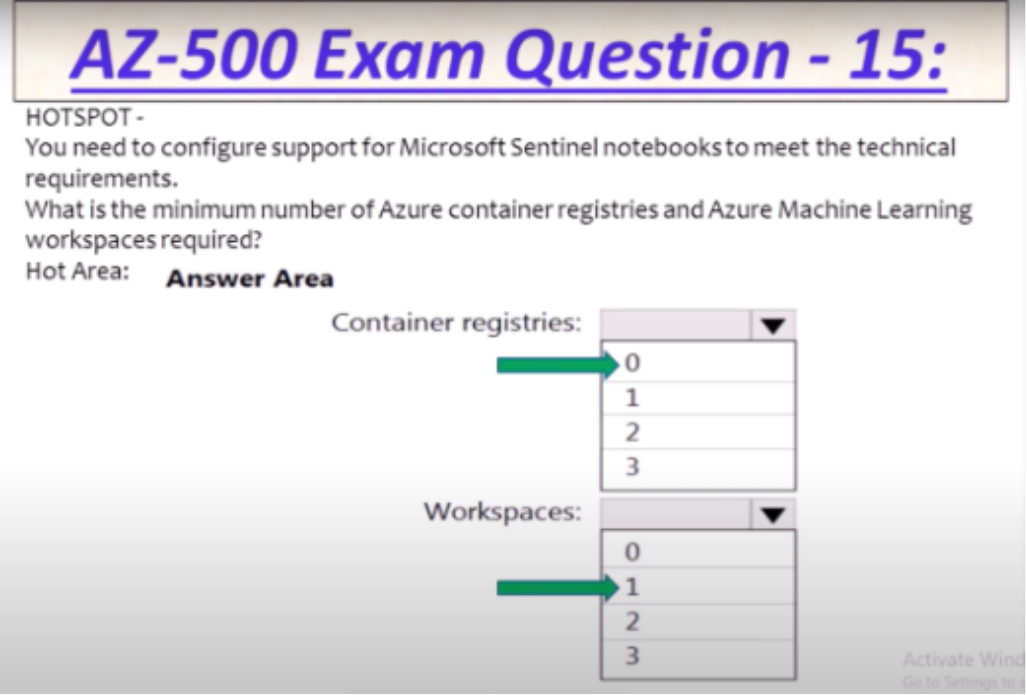 AZ-500 Exam Question - 15:
HOTSPOT -
You need to configure support for Microsoft Sentinel notebooks to meet the technical
requirements.
What is the minimum number of Azure container registries and Azure Machine Learning
workspaces required?
Hot Area: Answer Area
Container registries:
0
1
2
3
Workspaces:
0
1
2
3
Activate Wind
Go to Settings to a